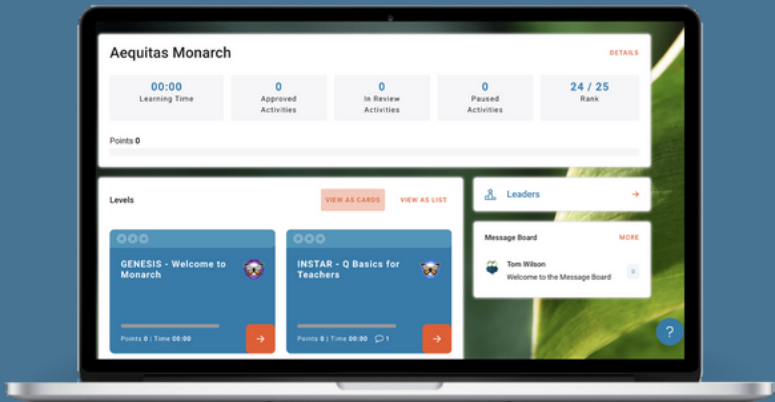 Aequitas Monarch
DETAILS
00:00
Learning Time
0
Approved
Activities
0
In Review
Activities
0
Paused
Activities
24 / 25
Rank
Points 0
Levels
VIEW AS CARDS
VIEW AS LIST
GENESIS - Welcome to
Monarch
Points 0 | Time 00:00
INSTAR - Q Basics for
Teachers
Points 0 | Time 00:00 1
Leaders
Message Board
MORE
Tom Wilson
Welcome to the Message Board
0
?